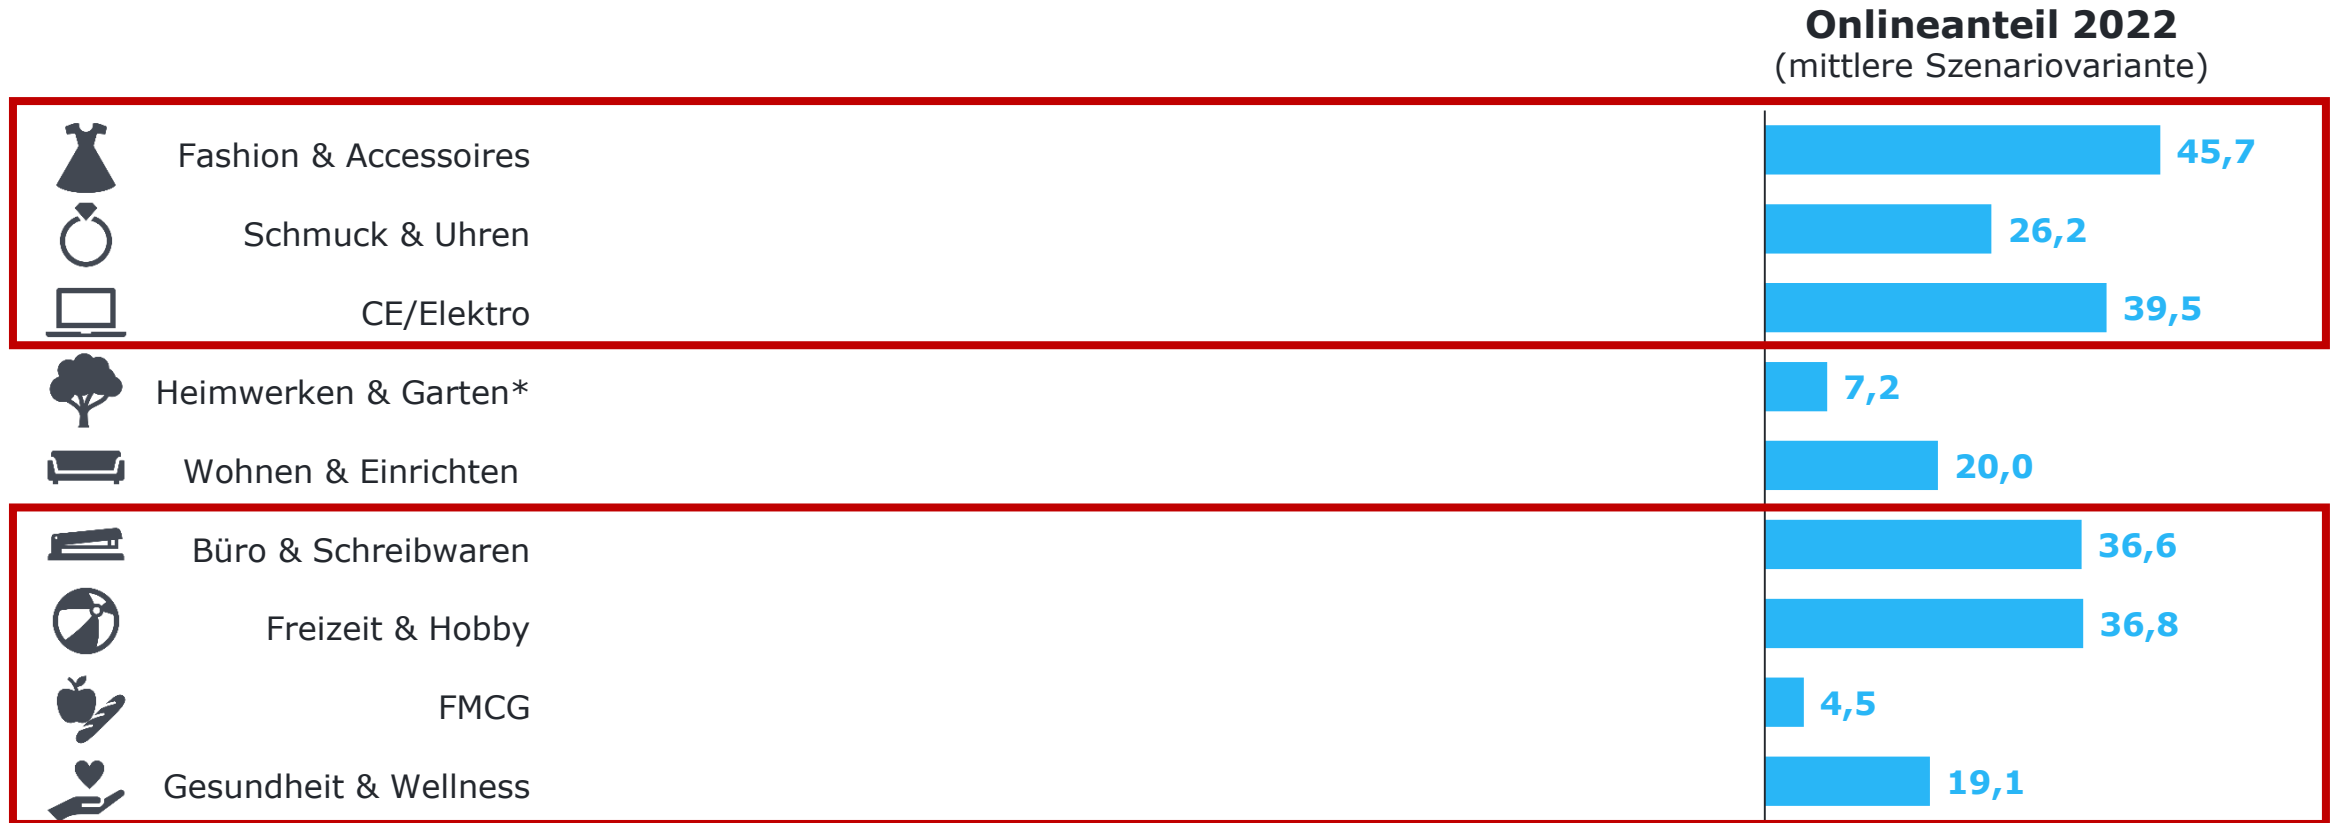 Onlineanteil 2022
(mittlere Szenariovariante)
Fashion & Accessoires 45,7
Schmuck & Uhren 26,2
CE/Elektro 39,5
Heimwerken & Garten* 7,2
Wohnen & Einrichten 20,0
Büro & Schreibwaren 36,6
Freizeit & Hobby 36,8
FMCG 4,5
Gesundheit & Wellness 19,1